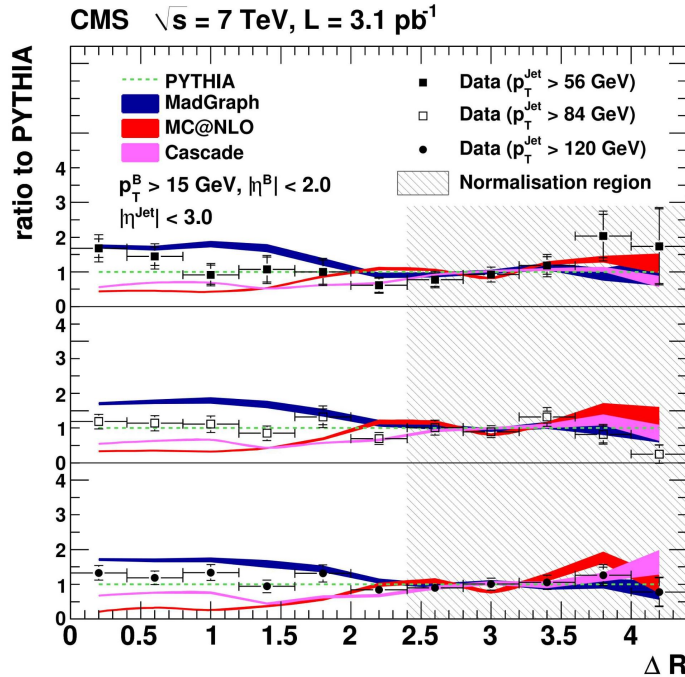 CMS √s = 7 TeV, L = 3.1 pb⁻¹
ratio to PYTHIA
PYTHIA
MadGraph
MC@NLO
Cascade
p_T^B > 15 GeV, |η^B| < 2.0
|η^Jet| < 3.0
Data (p_T^Jet > 56 GeV)
Data (p_T^Jet > 84 GeV)
Data (p_T^Jet > 120 GeV)
Normalisation region
5
4
3
2
1
0
4
3
2
1
0
4
3
2
1
0
0 0.5 1 1.5 2 2.5 3 3.5 4
Δ R